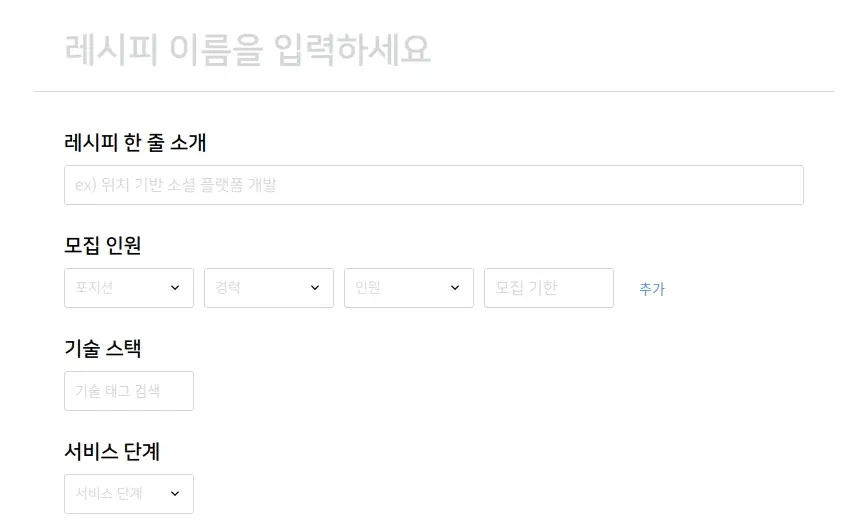 레시피 이름을 입력하세요
레시피 한 줄 소개
ex) 위치 기반 소셜 플랫폼 개발
모집 인원
포지션 경력 인원 모집 기한 추가
기술 스택
기술 태그 검색
서비스 단계
서비스 단계